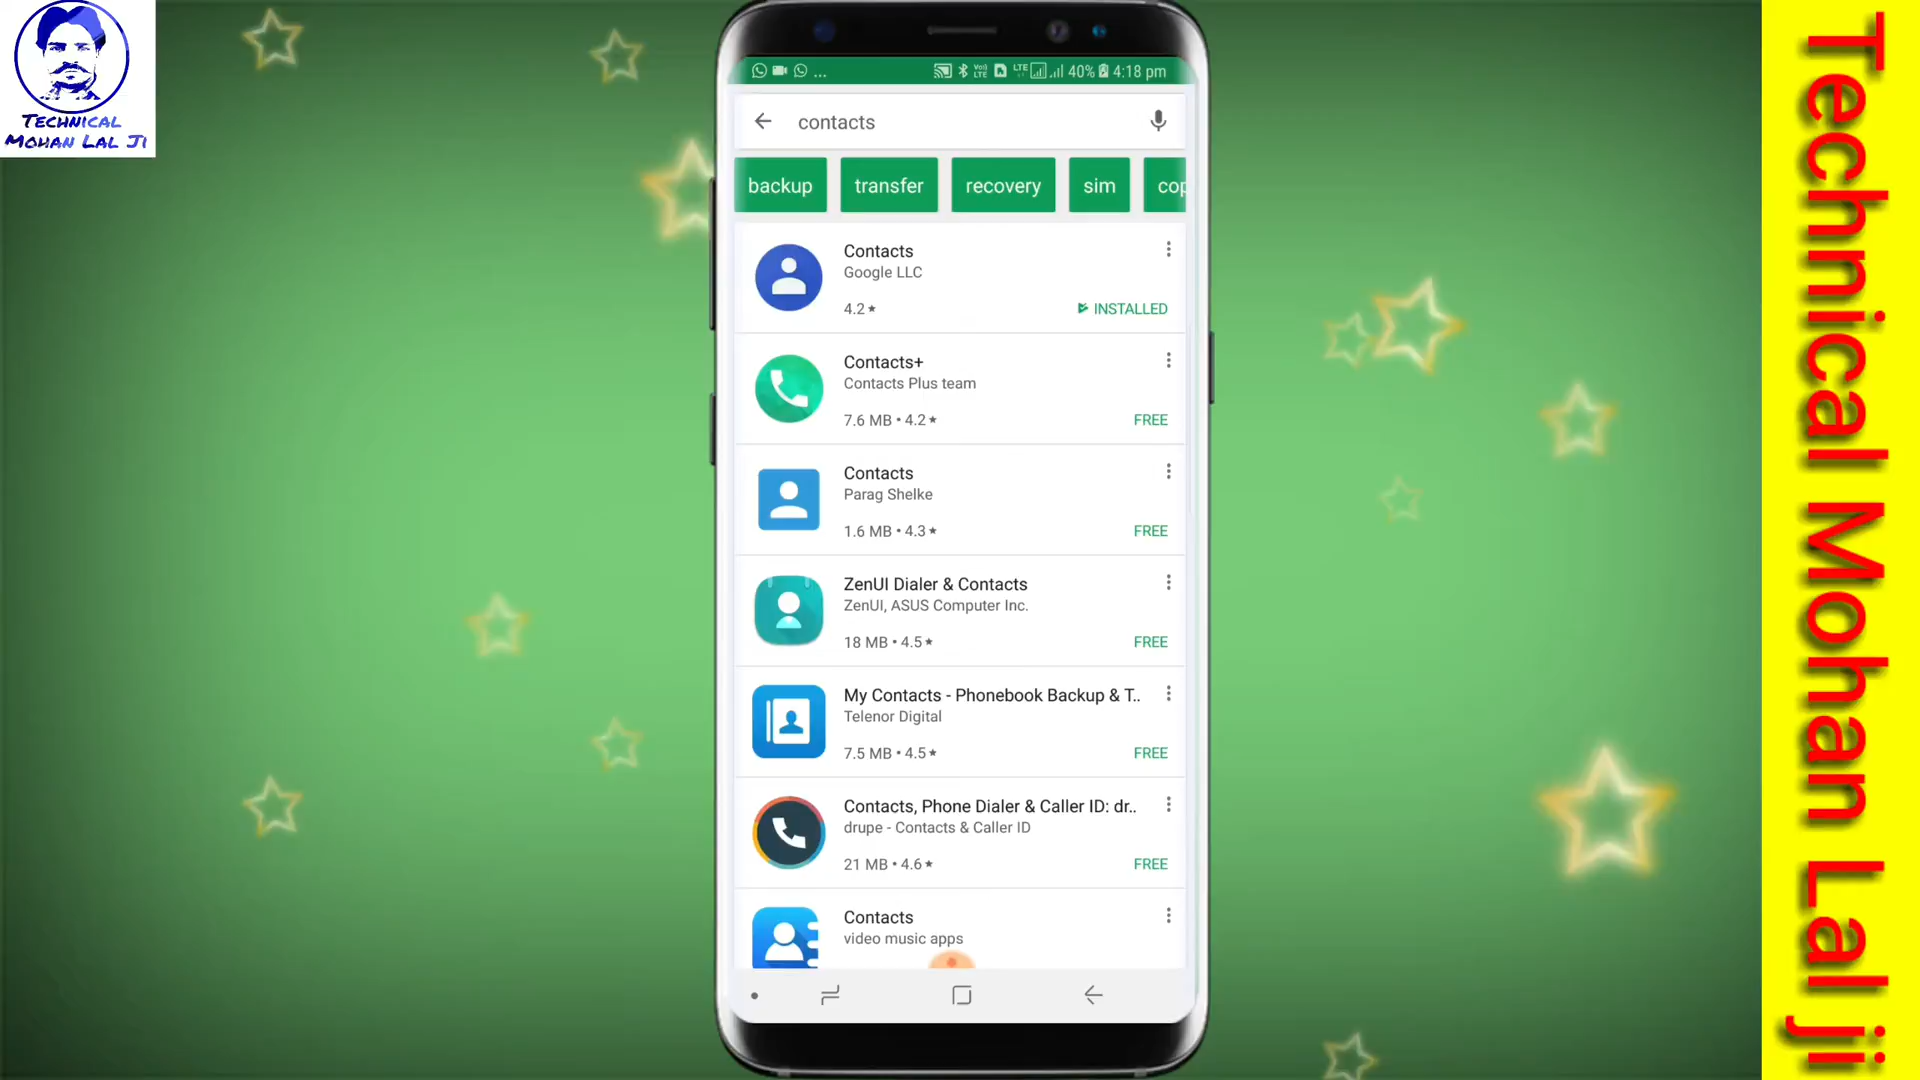 TECHNICAL
MOHAN LAL JI
... VoLTE LTE 40% 4:18 pm
contacts
backup transfer recovery sim cop
Contacts
Google LLC
4.2★ INSTALLED
Contacts+
Contacts Plus team
7.6 MB • 4.2★ FREE
Contacts
Parag Shelke
1.6 MB • 4.3★ FREE
ZenUI Dialer & Contacts
ZenUI, ASUS Computer Inc.
18 MB • 4.5★ FREE
My Contacts - Phonebook Backup & T..
Telenor Digital
7.5 MB • 4.5★ FREE
Contacts, Phone Dialer & Caller ID: dr..
drupe - Contacts & Caller ID
21 MB • 4.6★ FREE
Contacts
video music apps
Technical Mohan Lal ji